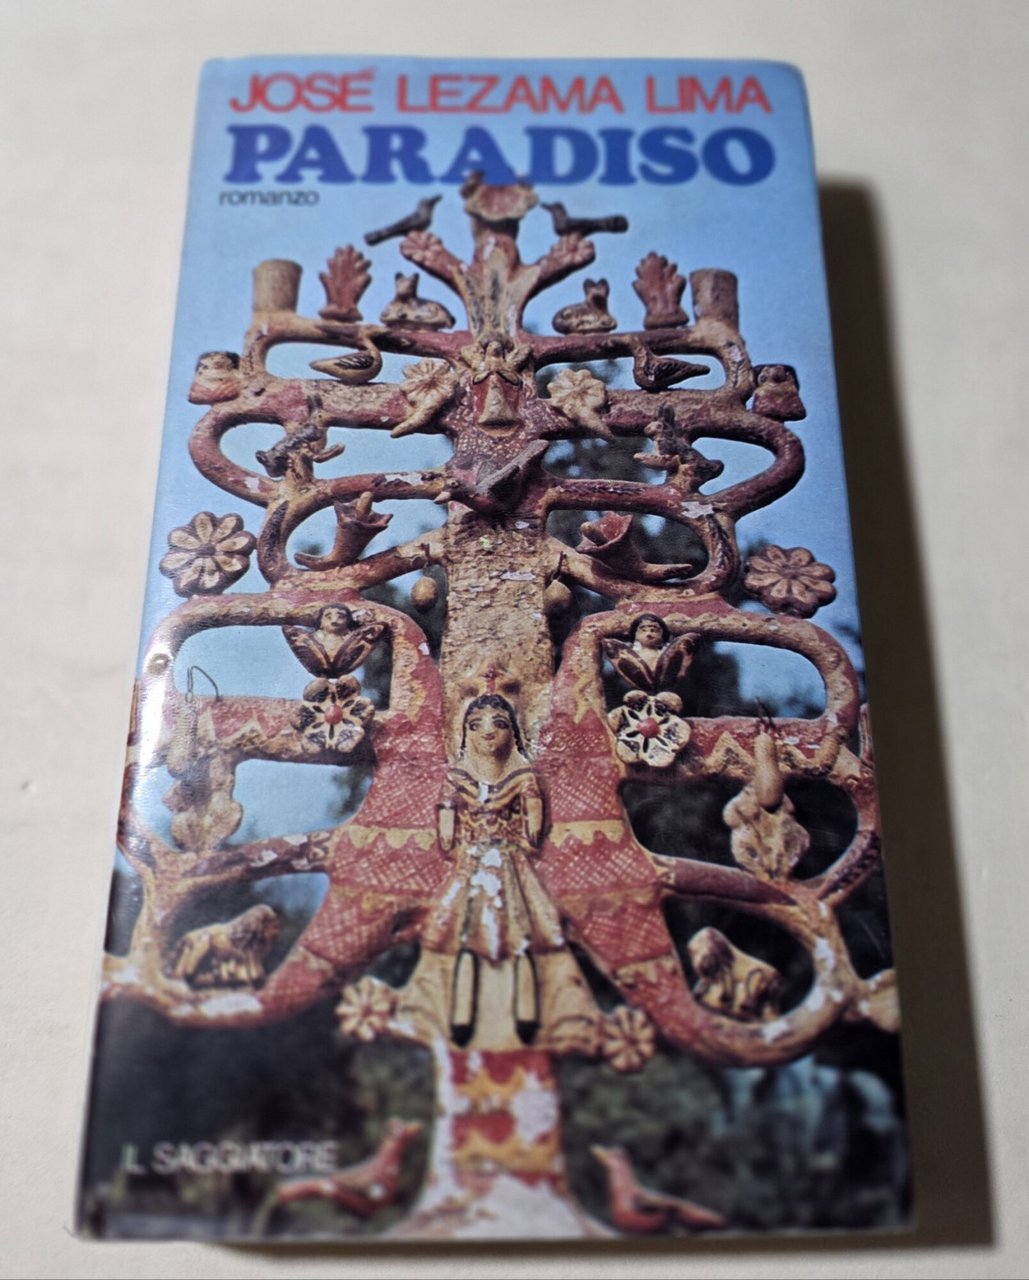 JOSÉ LEZAMA LIMA
PARADISO
romanzo
IL SAGGIATORE